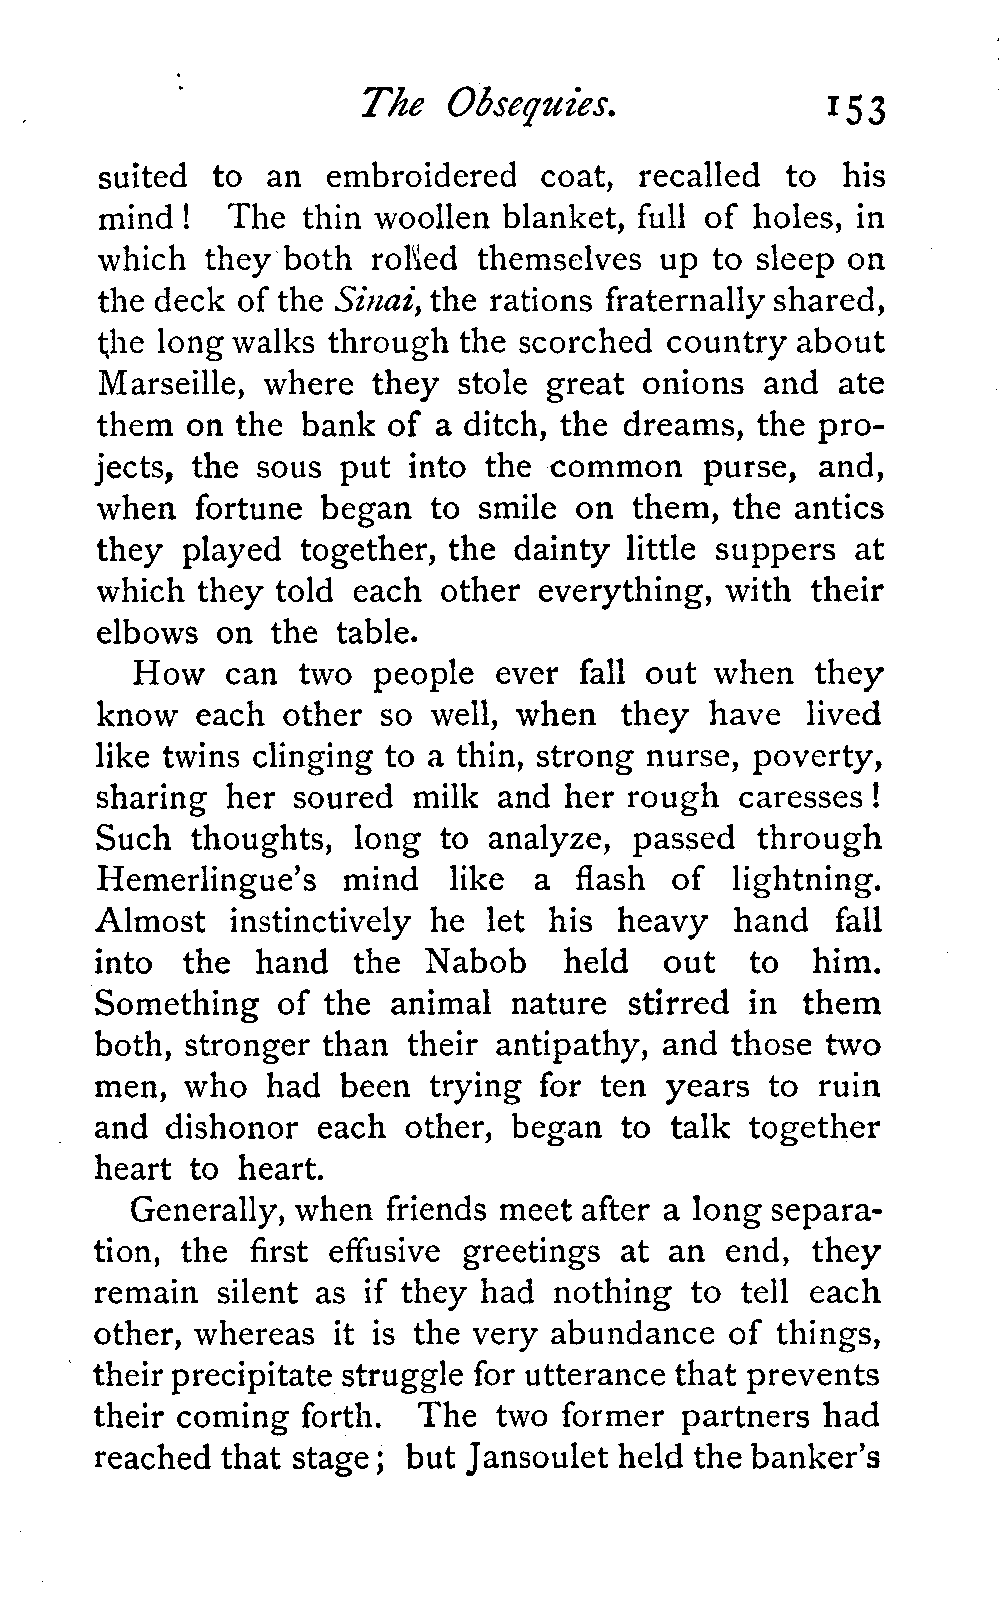 The Obsequies. 153
suited to an embroidered coat, recalled to his
mind! The thin woollen blanket, full of holes, in
which they both rolled themselves up to sleep on
the deck of the Sinai, the rations fraternally shared,
the long walks through the scorched country about
Marseille, where they stole great onions and ate
them on the bank of a ditch, the dreams, the pro-
jects, the sous put into the common purse, and,
when fortune began to smile on them, the antics
they played together, the dainty little suppers at
which they told each other everything, with their
elbows on the table.
How can two people ever fall out when they
know each other so well, when they have lived
like twins clinging to a thin, strong nurse, poverty,
sharing her soured milk and her rough caresses!
Such thoughts, long to analyze, passed through
Hemerlingue's mind like a flash of lightning.
Almost instinctively he let his heavy hand fall
into the hand the Nabob held out to him.
Something of the animal nature stirred in them
both, stronger than their antipathy, and those two
men, who had been trying for ten years to ruin
and dishonor each other, began to talk together
heart to heart.
Generally, when friends meet after a long separa-
tion, the first effusive greetings at an end, they
remain silent as if they had nothing to tell each
other, whereas it is the very abundance of things,
their precipitate struggle for utterance that prevents
their coming forth. The two former partners had
reached that stage; but Jansoulet held the banker's